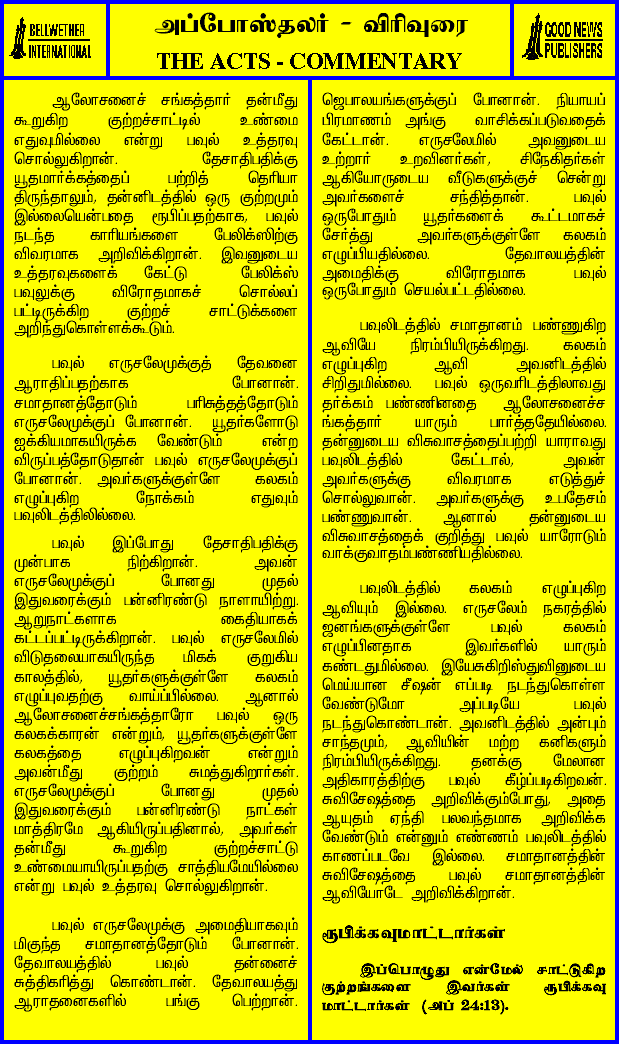 BELLWETHER
INTERNATIONAL
அப்போஸ்தலர் - விரிவுரை
THE ACTS - COMMENTARY
GOOD NEWS
PUBLISHERS
ஆலோசனைச் சங்கத்தார் தன்மீது
கூறுகிற குற்றச்சாட்டில் உண்மை
எதுவுமில்லை என்று பவுல் உத்தரவு
சொல்லுகிறான். தேசாதிபதிக்கு
யூதமார்க்கத்தைப் பற்றித் தெரியா
திருந்தாலும், தன்னிடத்தில் ஒரு குற்றமும்
இல்லையென்பதை ரூபிப்பதற்காக, பவுல்
நடந்த காரியங்களை பேலிக்ஸிற்கு
விவரமாக அறிவிக்கிறான். இவனுடைய
உத்தரவுகளைக் கேட்டு பேலிக்ஸ்
பவுலுக்கு விரோதமாகச் சொல்லப்
பட்டிருக்கிற குற்றச் சாட்டுக்களை
அறிந்துகொள்ளக்கூடும்.
பவுல் எருசலேமுக்குத் தேவனை
ஆராதிப்பதற்காக போனான்.
சமாதானத்தோடும் பரிசுத்தத்தோடும்
எருசலேமுக்குப் போனான். யூதர்களோடு
ஐக்கியமாகயிருக்க வேண்டும் என்ற
விருப்பத்தோடுதான் பவுல் எருசலேமுக்குப்
போனான். அவர்களுக்குள்ளே கலகம்
எழுப்புகிற நோக்கம் எதுவும்
பவுலிடத்திலில்லை.
பவுல் இப்போது தேசாதிபதிக்கு
முன்பாக நிற்கிறான். அவன்
எருசலேமுக்குப் போனது முதல்
இதுவரைக்கும் பன்னிரண்டு நாளாயிற்று.
ஆறுநாட்களாக கைதியாகக்
கட்டப்பட்டிருக்கிறான். பவுல் எருசலேமில்
விடுதலையாகயிருந்த மிகக் குறுகிய
காலத்தில், யூதர்களுக்குள்ளே கலகம்
எழுப்புவதற்கு வாய்ப்பில்லை. ஆனால்
ஆலோசனைச்சங்கத்தாரோ பவுல் ஒரு
கலகக்காரன் என்றும், யூதர்களுக்குள்ளே
கலகத்தை எழுப்புகிறவன் என்றும்
அவன்மீது குற்றம் சுமத்துகிறார்கள்.
எருசலேமுக்குப் போனது முதல்
இதுவரைக்கும் பன்னிரண்டு நாட்கள்
மாத்திரமே ஆகியிருப்பதினால், அவர்கள்
தன்மீது கூறுகிற குற்றச்சாட்டு
உண்மையாயிருப்பதற்கு சாத்தியமேயில்லை
என்று பவுல் உத்தரவு சொல்லுகிறான்.
பவுல் எருசலேமுக்கு அமைதியாகவும்
மிகுந்த சமாதானத்தோடும் போனான்.
தேவாலயத்தில் பவுல் தன்னைச்
சுத்திகரித்து கொண்டான். தேவாலயத்து
ஆராதனைகளில் பங்கு பெற்றான்.
ஜெபாலயங்களுக்குப் போனான். நியாயப்
பிரமாணம் அங்கு வாசிக்கப்படுவதைக்
கேட்டான். எருசலேமில் அவனுடைய
உற்றார் உறவினர்கள், சிநேகிதர்கள்
ஆகியோருடைய வீடுகளுக்குச் சென்று
அவர்களைச் சந்தித்தான். பவுல்
ஒருபோதும் யூதர்களைக் கூட்டமாகச்
சேர்த்து அவர்களுக்குள்ளே கலகம்
எழுப்பியதில்லை. தேவாலயத்தின்
அமைதிக்கு விரோதமாக பவுல்
ஒருபோதும் செயல்பட்டதில்லை.
பவுலிடத்தில் சமாதானம் பண்ணுகிற
ஆவியே நிரம்பியிருக்கிறது. கலகம்
எழுப்புகிற ஆவி அவனிடத்தில்
சிறிதுமில்லை. பவுல் ஒருவரிடத்திலாவது
தர்க்கம் பண்ணினதை ஆலோசனைச்ச
ங்கத்தார் யாரும் பார்த்ததேயில்லை.
தன்னுடைய விசுவாசத்தைப்பற்றி யாராவது
பவுலிடத்தில் கேட்டால், அவன்
அவர்களுக்கு விவரமாக எடுத்துச்
சொல்லுவான். அவர்களுக்கு உபதேசம்
பண்ணுவான். ஆனால் தன்னுடைய
விசுவாசத்தைக் குறித்து பவுல் யாரோடும்
வாக்குவாதம்பண்ணியதில்லை.
பவுலிடத்தில் கலகம் எழுப்புகிற
ஆவியும் இல்லை. எருசலேம் நகரத்தில்
ஜனங்களுக்குள்ளே பவுல் கலகம்
எழுப்பினதாக இவர்களில் யாரும்
கண்டதுமில்லை. இயேசுகிறிஸ்துவினுடைய
மெய்யான சீஷன் எப்படி நடந்துகொள்ள
வேண்டுமோ அப்படியே பவுல்
நடந்துகொண்டான். அவனிடத்தில் அன்பும்
சாந்தமும், ஆவியின் மற்ற கனிகளும்
நிரம்பியிருக்கிறது. தனக்கு மேலான
அதிகாரத்திற்கு பவுல் கீழ்ப்படிகிறவன்.
சுவிசேஷத்தை அறிவிக்கும்போது, அதை
ஆயுதம் ஏந்தி பலவந்தமாக அறிவிக்க
வேண்டும் என்னும் எண்ணம் பவுலிடத்தில்
காணப்படவே இல்லை. சமாதானத்தின்
சுவிசேஷத்தை பவுல் சமாதானத்தின்
ஆவியோடே அறிவிக்கிறான்.
ரூபிக்கவுமாட்டார்கள்
இப்பொழுது என்மேல் சாட்டுகிற
குற்றங்களை இவர்கள் ரூபிக்கவு
மாட்டார்கள் (அப் 24:13).